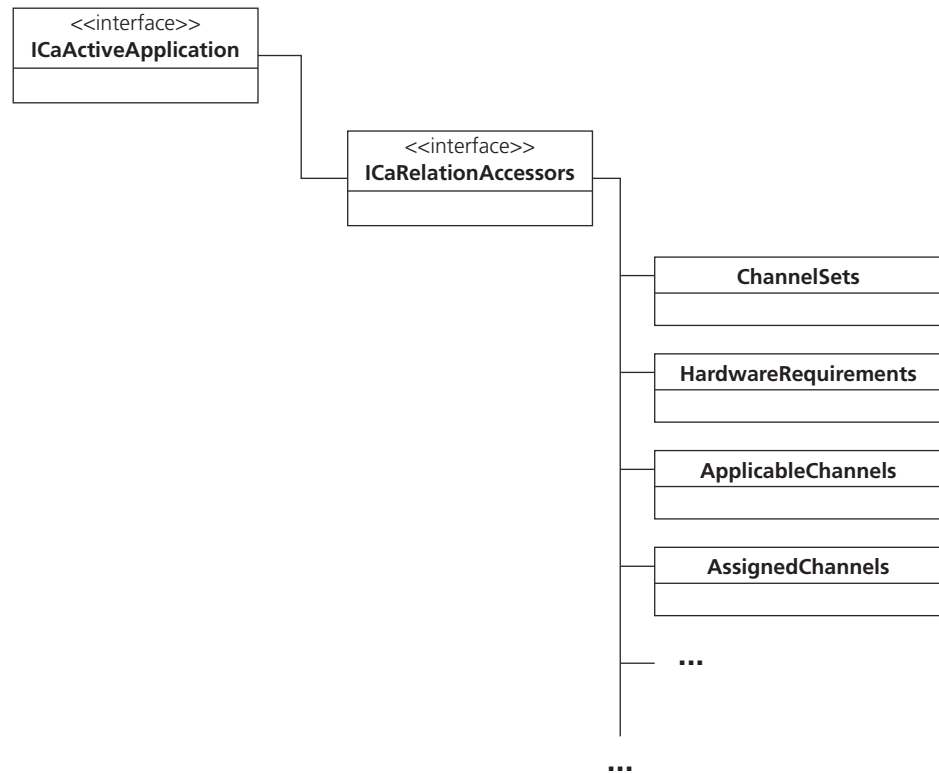 <<interface>>
ICaActiveApplication
<<interface>>
ICaRelationAccessors
ChannelSets
HardwareRequirements
ApplicableChannels
AssignedChannels
...
...